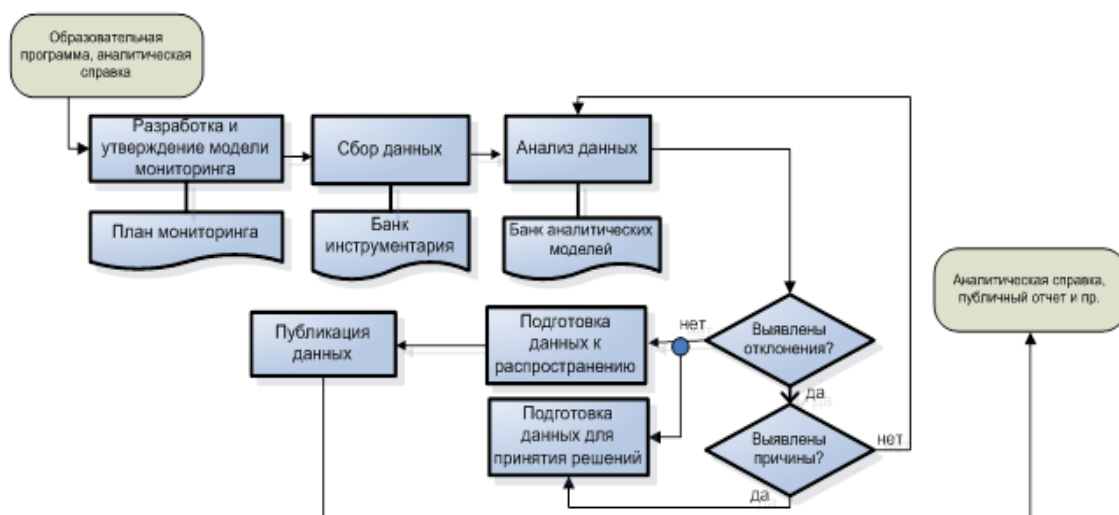 Образовательная
программа, аналитическая
справка
Разработка и
утверждение модели
мониторинга
Сбор данных
Анализ данных
План мониторинга
Банк
инструментария
Банк аналитических
моделей
Аналитическая справка,
публичный отчет и пр.
Публикация
данных
Подготовка
данных к
распространению
нет
Выявлены
отклонения?
да
Подготовка
данных для
принятия решений
Выявлены
причины?
нет
да